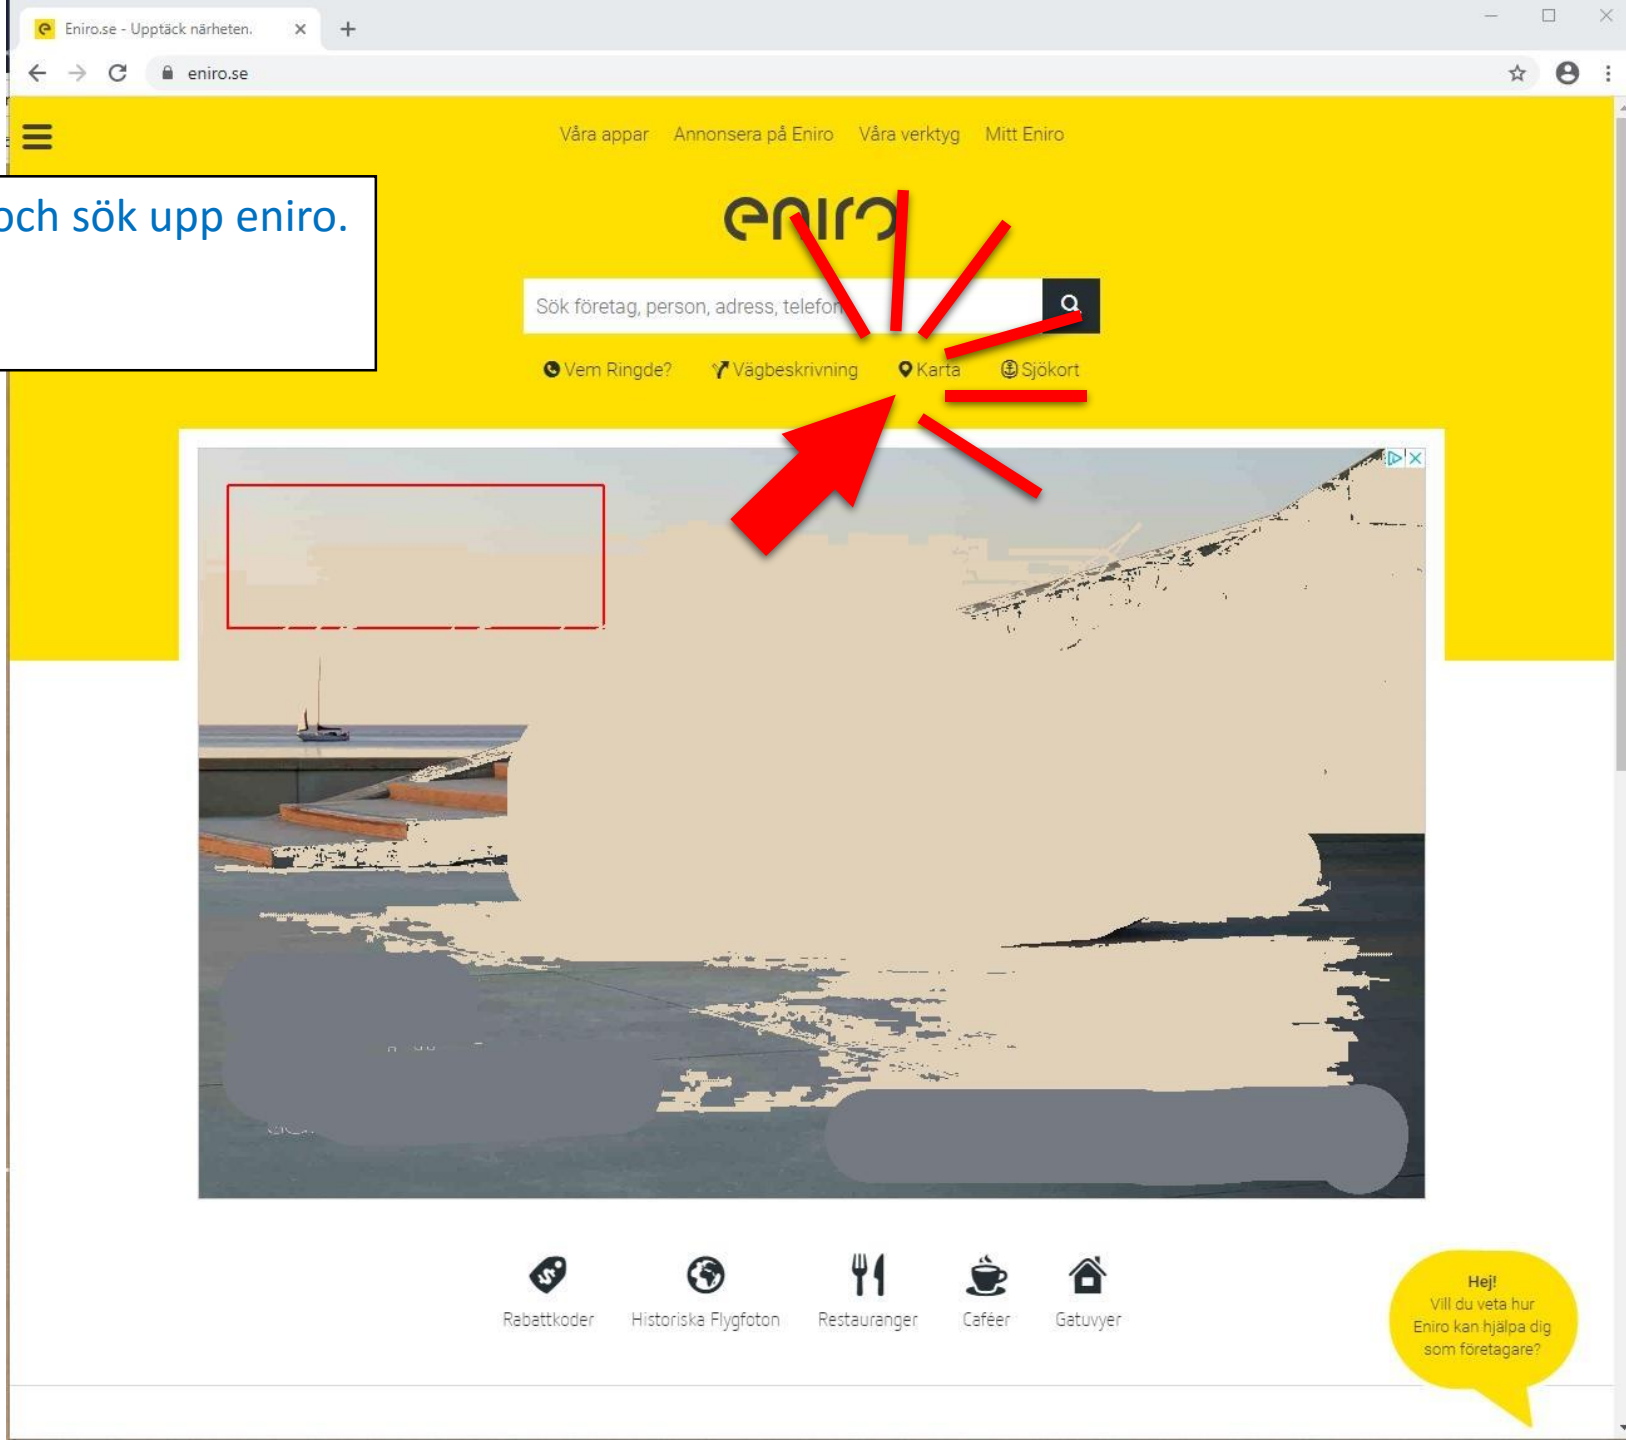 Eniro.se - Upptäck närheten.
eniro.se
Våra appar Annonsera på Eniro Våra verktyg Mitt Eniro
och sök upp eniro.
eniro
Sök företag, person, adress, telefon
Vem Ringde? Vägbeskrivning Karta Sjökort
Rabattkoder Historiska Flygfoton Restauranger Caféer Gatuvyer
Hej!
Vill du veta hur
Eniro kan hjälpa dig
som företagare?